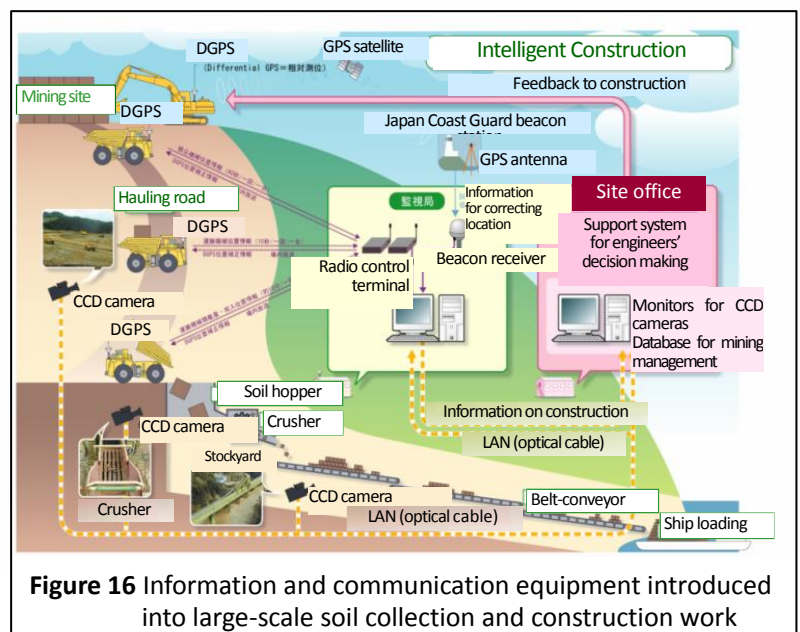 DGPS
(Differential GPS=相対測位)
GPS satellite
Intelligent Construction
Feedback to construction
Mining site
DGPS
Japan Coast Guard beacon
station
GPS antenna
Hauling road
DGPS
監視局
Information
for correcting
location
Site office
Support system
for engineers'
decision making
Radio control
terminal
Beacon receiver
CCD camera
DGPS
Monitors for CCD
cameras
Database for mining
management
Soil hopper
Crusher
CCD camera
Information on construction
LAN (optical cable)
Stockyard
CCD camera
Crusher
LAN (optical cable)
Belt-conveyor
Ship loading
Figure 16 Information and communication equipment introduced
into large-scale soil collection and construction work